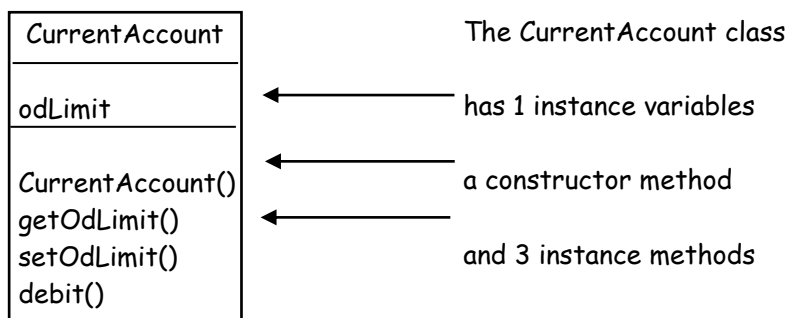 CurrentAccount
odLimit
CurrentAccount()
getOdLimit()
setOdLimit()
debit()
The CurrentAccount class
has 1 instance variables
a constructor method
and 3 instance methods